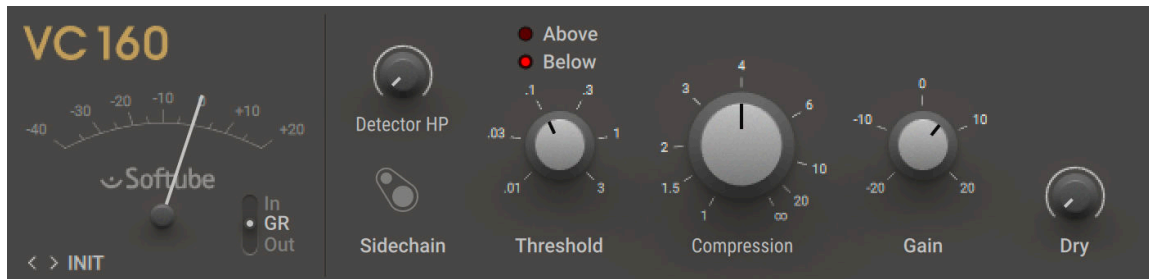 VC 160
-40 -30 -20 -10 0 +10 +20
Softube
In
GR
Out
< > INIT
Detector HP
Sidechain
Above
Below
.01 .03 .1 .3 1 3
Threshold
1 1.5 2 3 4 6 10 20 ∞
Compression
-20 -10 0 10 20
Gain
Dry